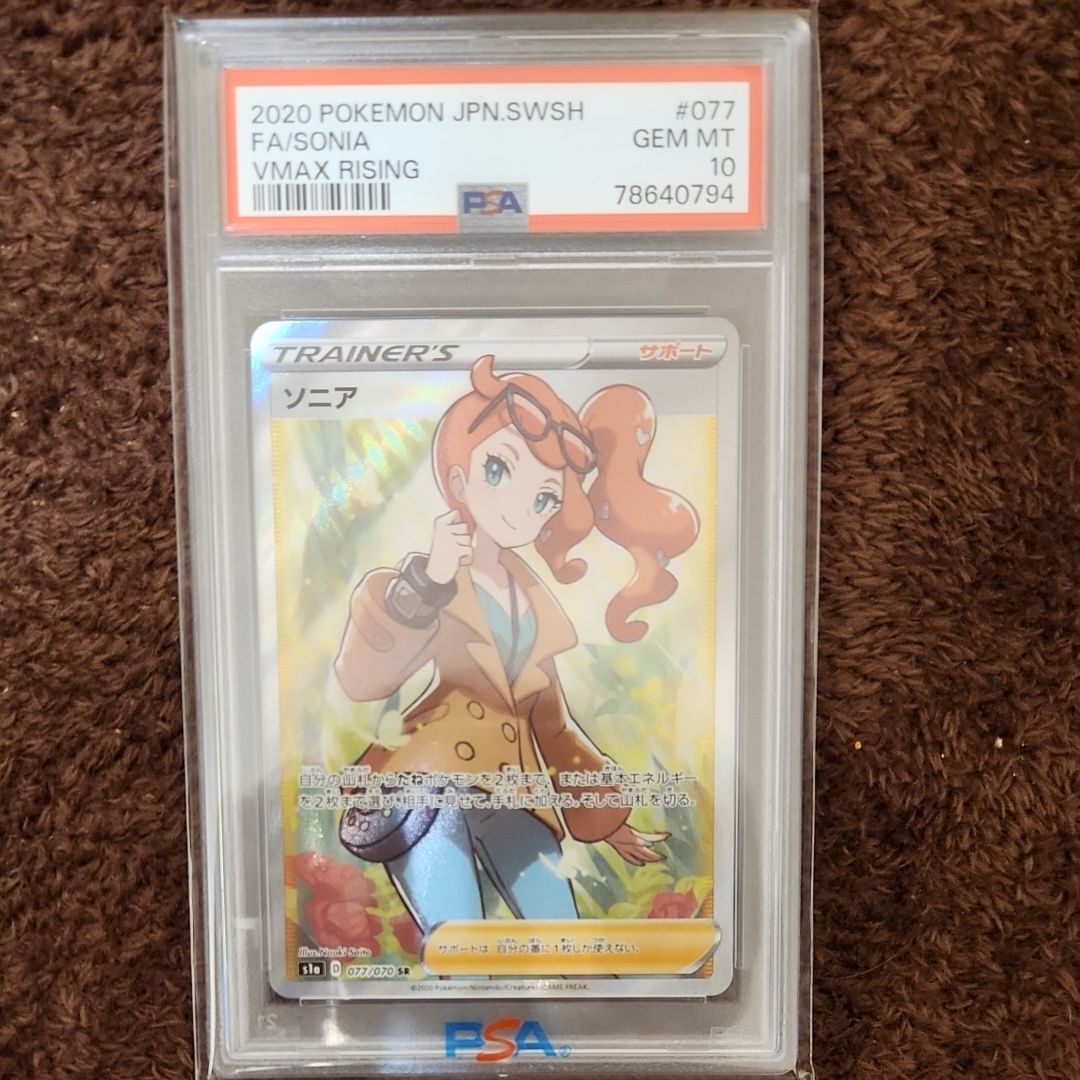 2020 POKEMON JPN.SWSH #077
FA/SONIA GEM MT
VMAX RISING 10
78640794
PSA
TRAINER'S サポート
ソニア
自分の山札からたねポケモンを2枚まで、または基本エネルギー
を2枚まで選び、相手に見せて、手札に加える。そして山札を切る。
サポートは、自分の番に1枚しか使えない。
Illus. Naoki Saito
s1a D 077/070 SR
©2020 Pokémon/Nintendo/Creatures/GAME FREAK.
PSA®